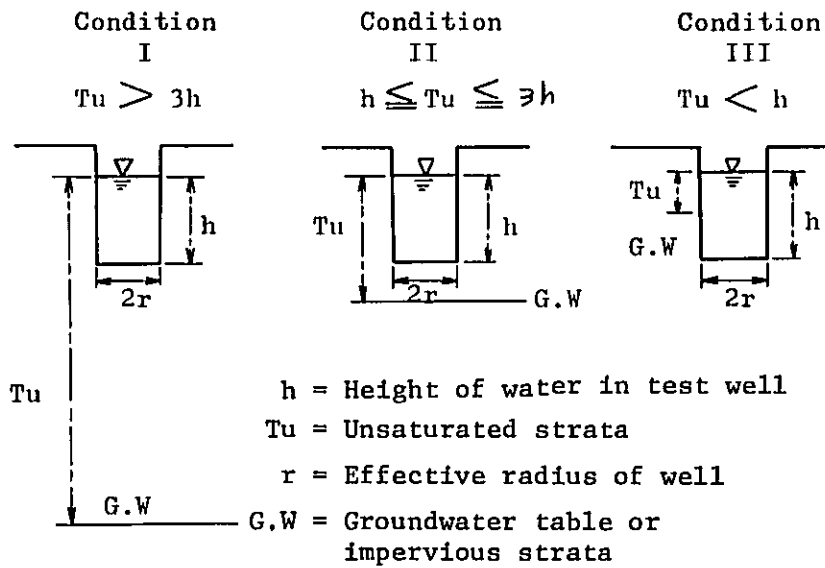 Condition I
Condition II
Condition III
Tu > 3h
h ≦ Tu ≦ 3h
Tu < h
h
2r
Tu
G.W
Tu
h
2r
G.W
Tu
G.W
h
2r
h = Height of water in test well
Tu = Unsaturated strata
r = Effective radius of well
G.W = Groundwater table or
impervious strata